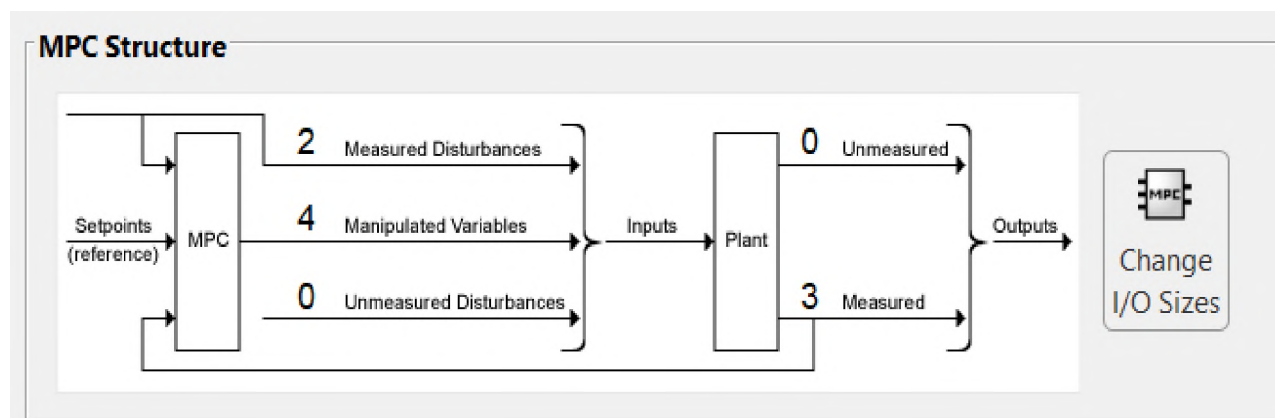 MPC Structure
2 Measured Disturbances
0 Unmeasured
Setpoints
(reference)
MPC
4 Manipulated Variables
Inputs
Plant
Outputs
0 Unmeasured Disturbances
3 Measured
MPC
Change
I/O Sizes